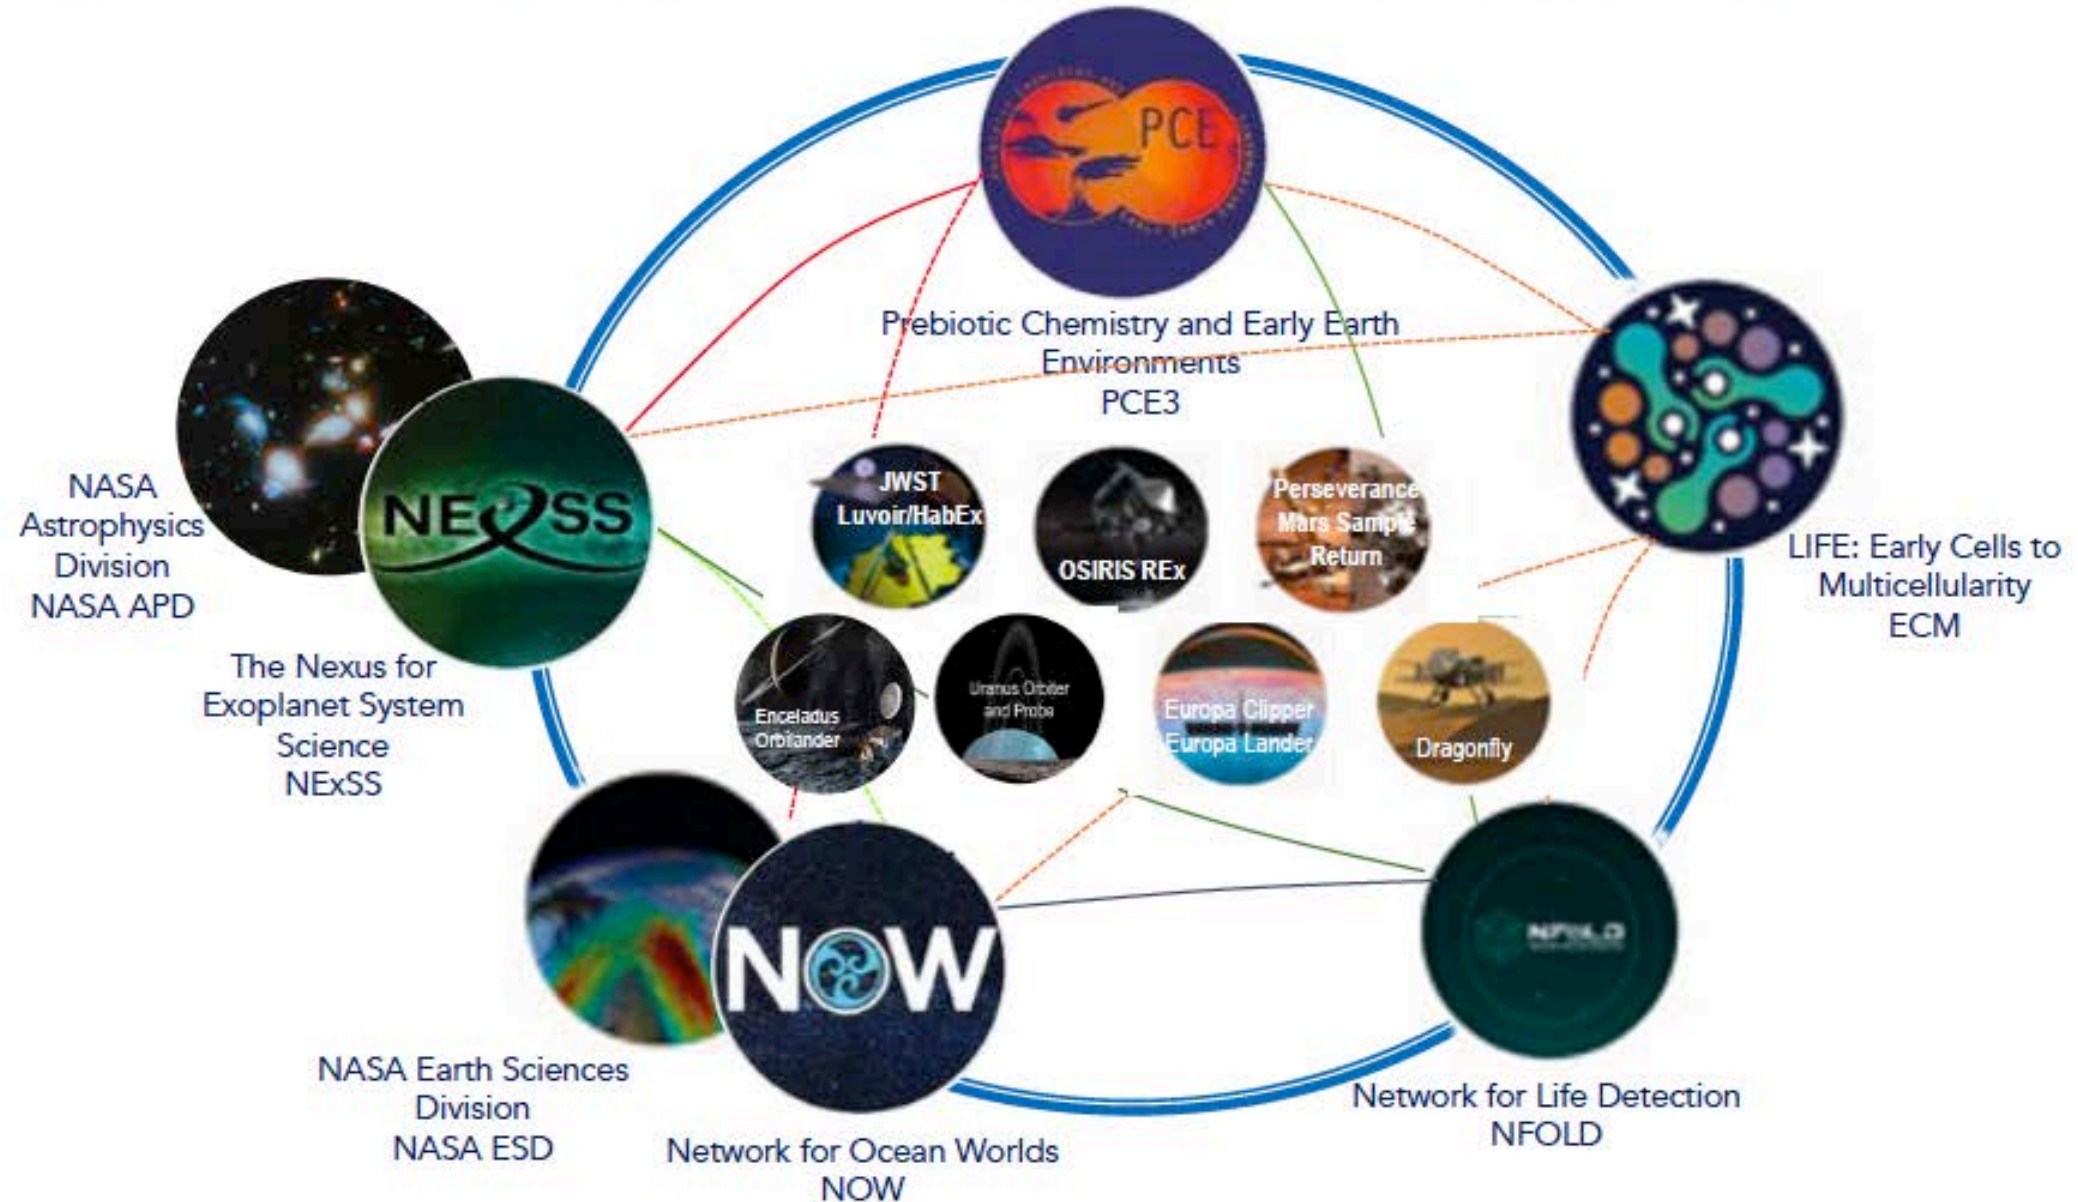 PCE
Prebiotic Chemistry and Early Earth
Environments
PCE3
NASA
Astrophysics
Division
NASA APD
NExSS
The Nexus for
Exoplanet System
Science
NExSS
JWST
Luvoir/HabEx
OSIRIS REx
Perseverance
Mars Sample
Return
LIFE: Early Cells to
Multicellularity
ECM
Enceladus
Orbilander
Uranus Orbiter
and Probe
Europa Clipper
Europa Lander
Dragonfly
NASA Earth Sciences
Division
NASA ESD
NOW
Network for Ocean Worlds
NOW
NFOLD
Network for Life Detection
NFOLD